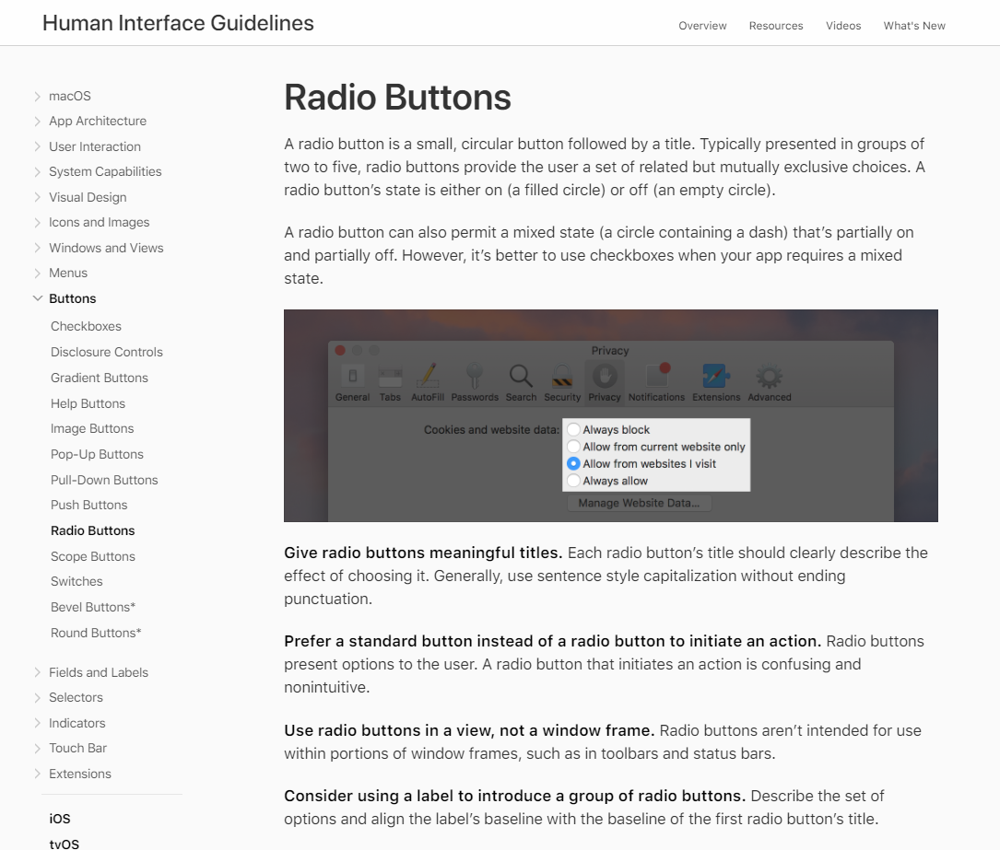 Human Interface Guidelines
Overview Resources Videos What's New
macOS
App Architecture
User Interaction
System Capabilities
Visual Design
Icons and Images
Windows and Views
Menus
Buttons
Checkboxes
Disclosure Controls
Gradient Buttons
Help Buttons
Image Buttons
Pop-Up Buttons
Pull-Down Buttons
Push Buttons
Radio Buttons
Scope Buttons
Switches
Bevel Buttons*
Round Buttons*
Fields and Labels
Selectors
Indicators
Touch Bar
Extensions
iOS
tvOS
Radio Buttons
A radio button is a small, circular button followed by a title. Typically presented in groups of
two to five, radio buttons provide the user a set of related but mutually exclusive choices. A
radio button’s state is either on (a filled circle) or off (an empty circle).
A radio button can also permit a mixed state (a circle containing a dash) that’s partially on
and partially off. However, it’s better to use checkboxes when your app requires a mixed
state.
Privacy
General Tabs AutoFill Passwords Search Security Privacy Notifications Extensions Advanced
Cookies and website data: Always block
Allow from current website only
Allow from websites I visit
Always allow
Manage Website Data...
Give radio buttons meaningful titles. Each radio button’s title should clearly describe the
effect of choosing it. Generally, use sentence style capitalization without ending
punctuation.
Prefer a standard button instead of a radio button to initiate an action. Radio buttons
present options to the user. A radio button that initiates an action is confusing and
nonintuitive.
Use radio buttons in a view, not a window frame. Radio buttons aren’t intended for use
within portions of window frames, such as in toolbars and status bars.
Consider using a label to introduce a group of radio buttons. Describe the set of
options and align the label’s baseline with the baseline of the first radio button’s title.